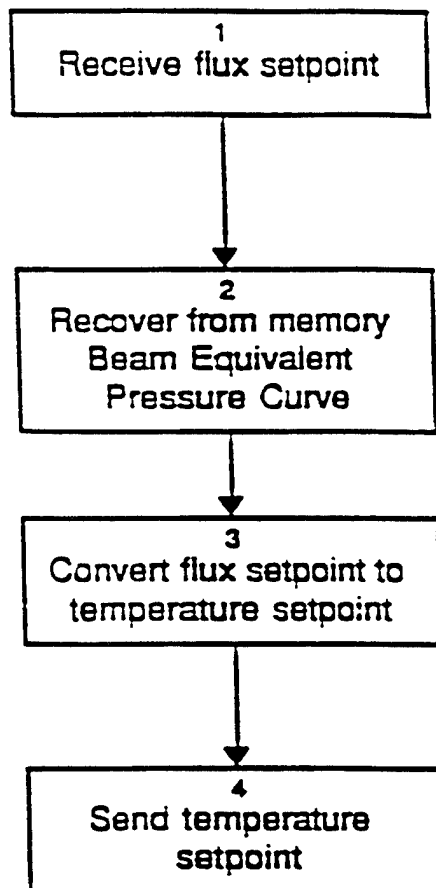 1
Receive flux setpoint
2
Recover from memory
Beam Equivalent
Pressure Curve
3
Convert flux setpoint to
temperature setpoint
4
Send temperature
setpoint